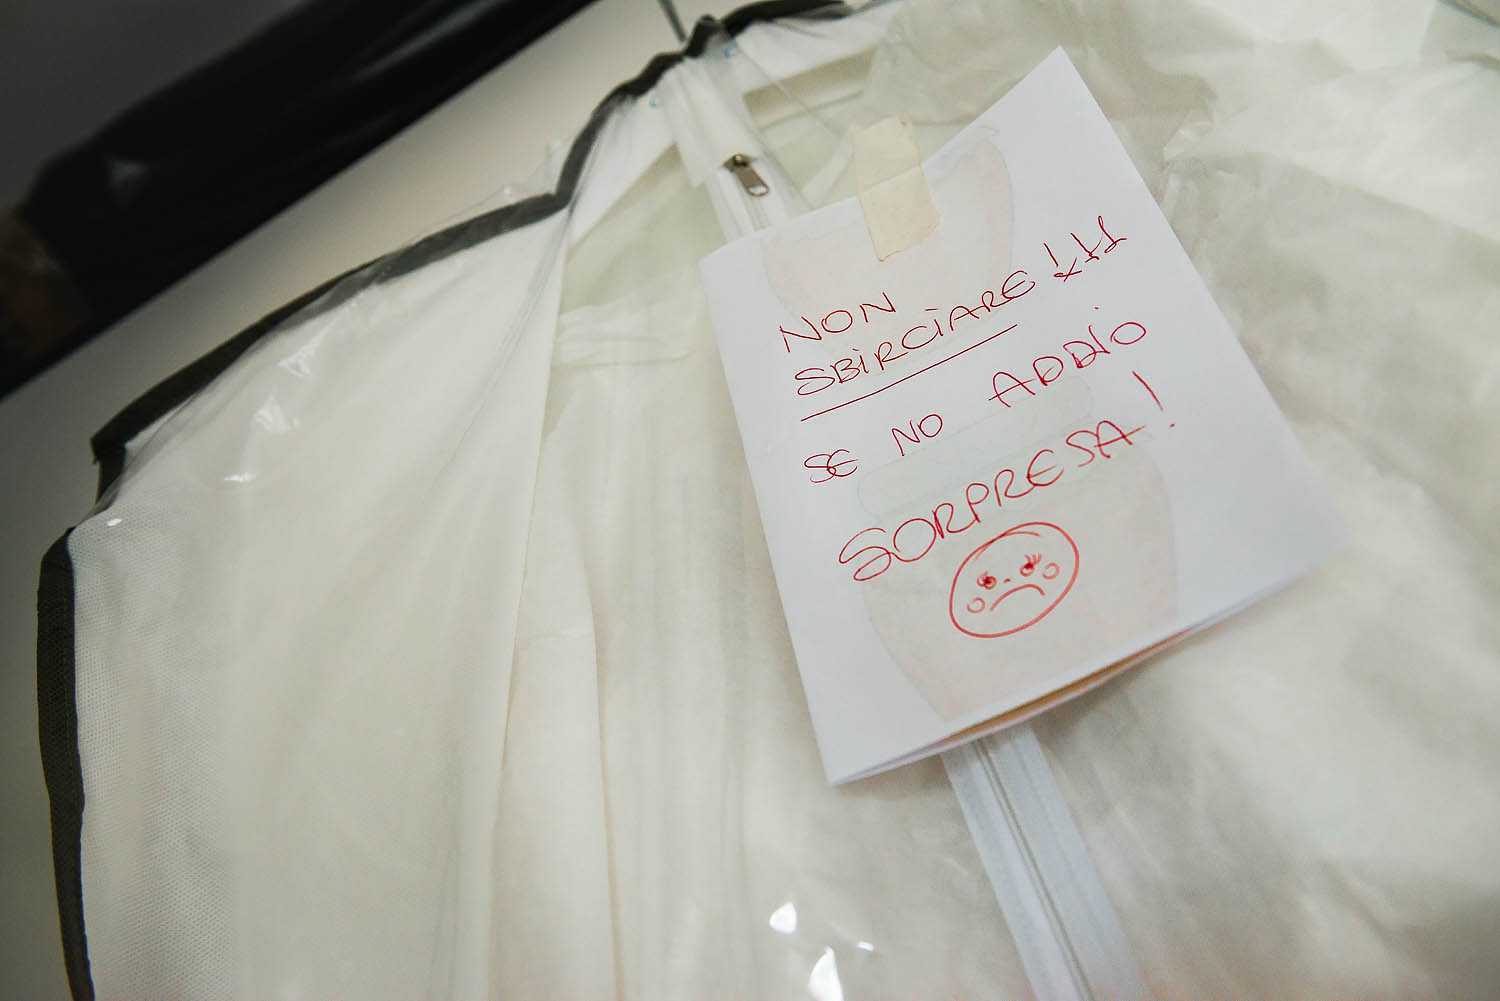 NON
SBIRCIARE !!!
SE NO ADDIO
SORPRESA!